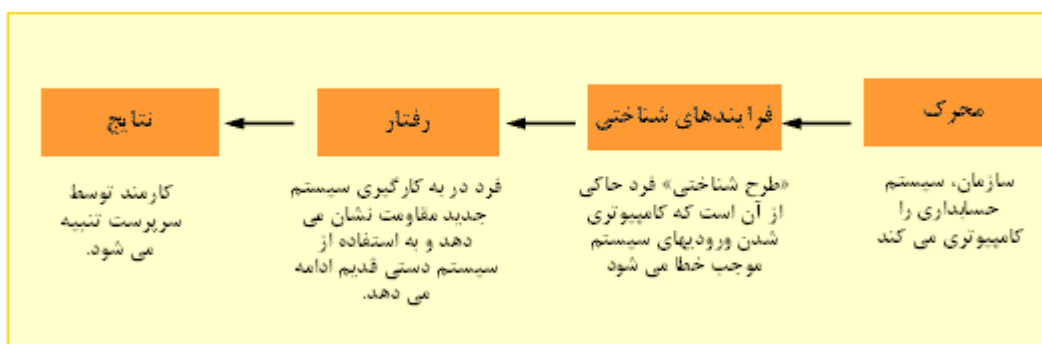 محرک
سازمان، سیستم
حسابداری را
کامپیوتری می کند
فرایندهای شناختی
«طرح شناختی» فرد حاکی
از آن است که کامپیوتری
شدن ورودیهای سیستم
موجب خطا می شود
رفتار
فرد در به کارگیری سیستم
جدید مقاومت نشان می
دهد و به استفاده از
سیستم دستی قدیم ادامه
می دهد.
نتایج
کارمند توسط
سرپرست تنبیه
می شود.